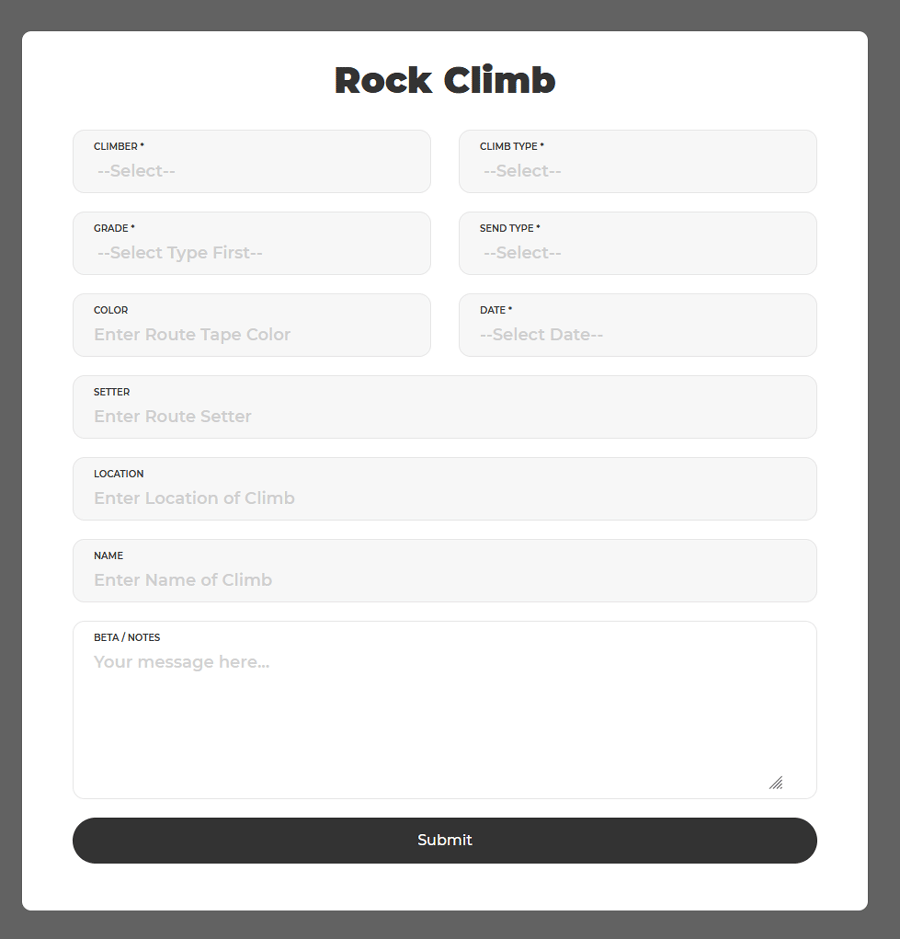 Rock Climb
CLIMBER *
--Select--
CLIMB TYPE *
--Select--
GRADE *
--Select Type First--
SEND TYPE *
--Select--
COLOR
Enter Route Tape Color
DATE *
--Select Date--
SETTER
Enter Route Setter
LOCATION
Enter Location of Climb
NAME
Enter Name of Climb
BETA / NOTES
Your message here...
Submit